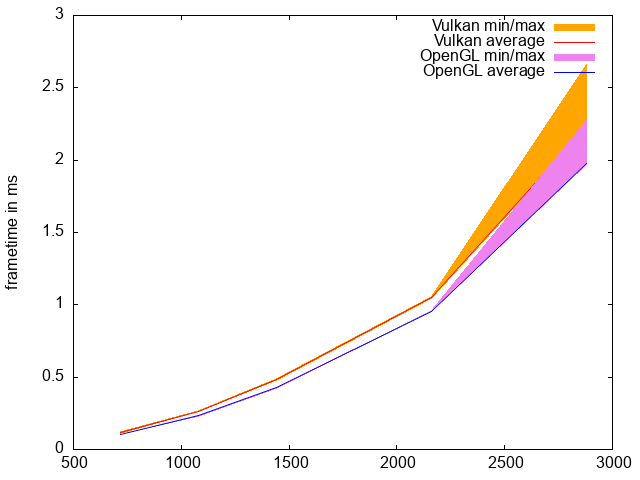 3
2.5
2
1.5
1
0.5
0
frametime in ms
Vulkan min/max
Vulkan average
OpenGL min/max
OpenGL average
500
1000
1500
2000
2500
3000